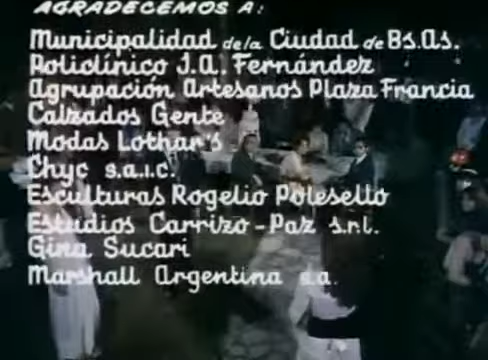 AGRADECEMOS A:
Municipalidad de la Ciudad de Bs. As.
Policlínico J.A. Fernández
Agrupación Artesanos Plaza Francia
Calzados Gente
Modas Lothar's
Chyc s.a.i.c.
Esculturas Rogelio Polesello
Estudios Carrizo-Paz s.r.l.
Gina Sucari
Marshall Argentina s.a.